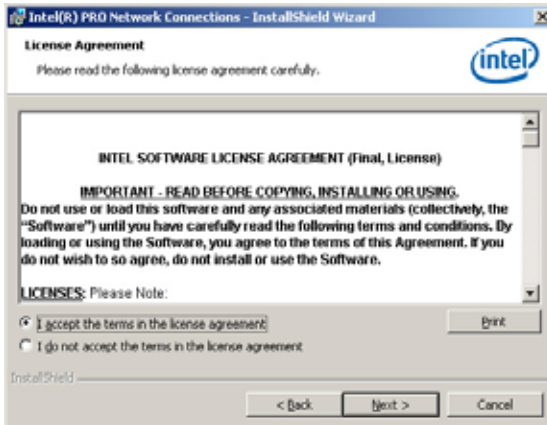 Intel(R) PRO Network Connections - InstallShield Wizard
License Agreement
Please read the following license agreement carefully.
intel
INTEL SOFTWARE LICENSE AGREEMENT (Final, License)
IMPORTANT - READ BEFORE COPYING, INSTALLING OR USING.
Do not use or load this software and any associated materials (collectively, the
"Software") until you have carefully read the following terms and conditions. By
loading or using the Software, you agree to the terms of this Agreement. If you
do not wish to so agree, do not install or use the Software.
LICENSES: Please Note:
I accept the terms in the license agreement
Print
I do not accept the terms in the license agreement
InstallShield
< Back
Next >
Cancel